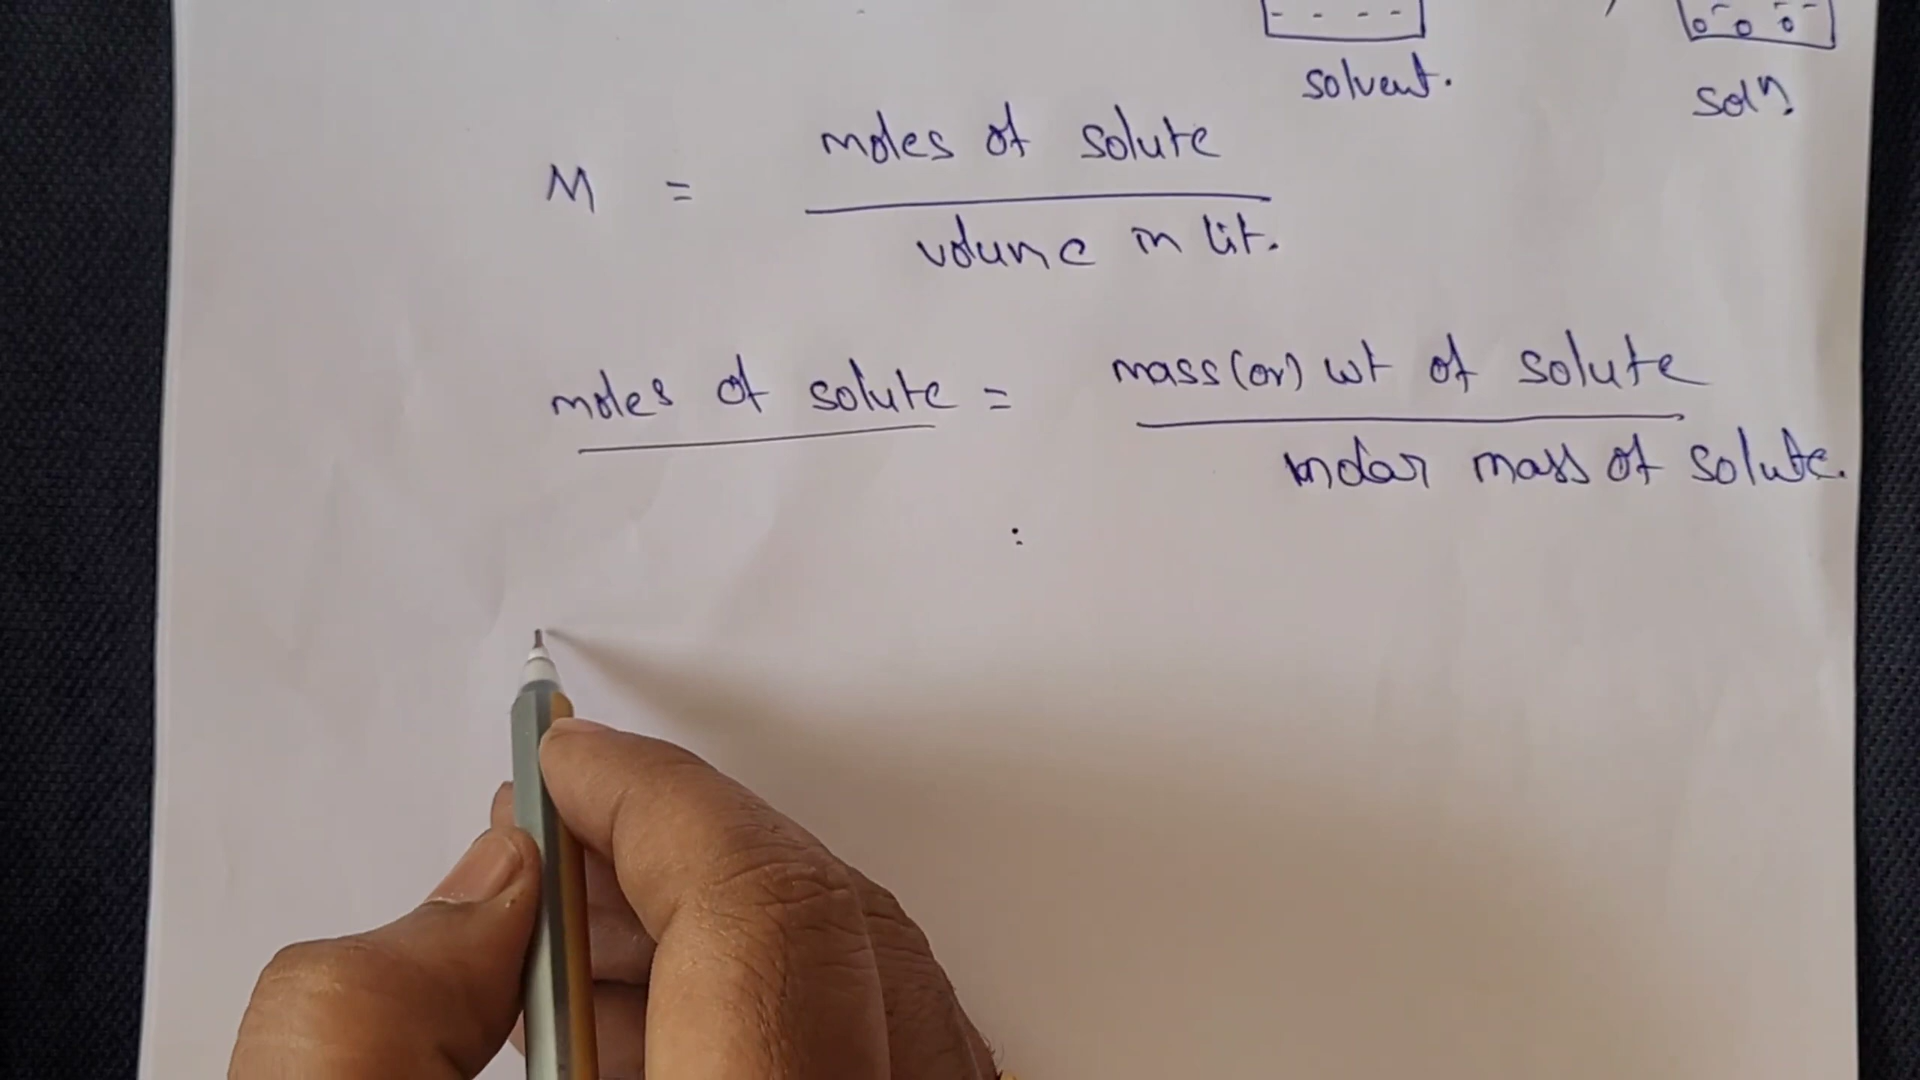 solvent.
soln.
moles of solute
M =
volume in lit.
mass(or) wt of solute
moles of solute =
molar mass of solute.